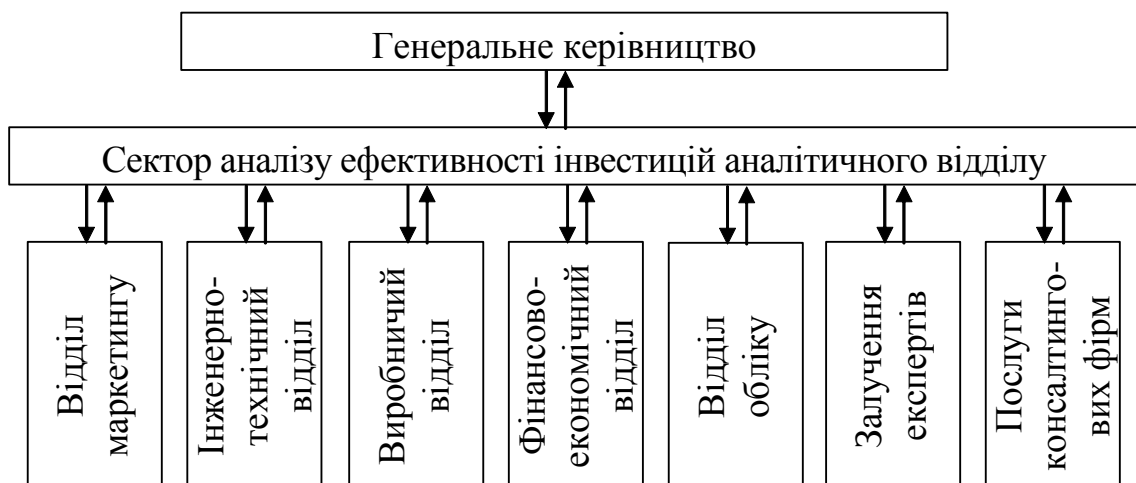 Генеральне керівництво
Сектор аналізу ефективності інвестицій аналітичного відділу
Відділ
маркетингу
Інженерно-
технічний
відділ
Виробничий
відділ
Фінансово-
економічний
відділ
Відділ
обліку
Залучення
експертів
Послуги
консалтинго-
вих фірм